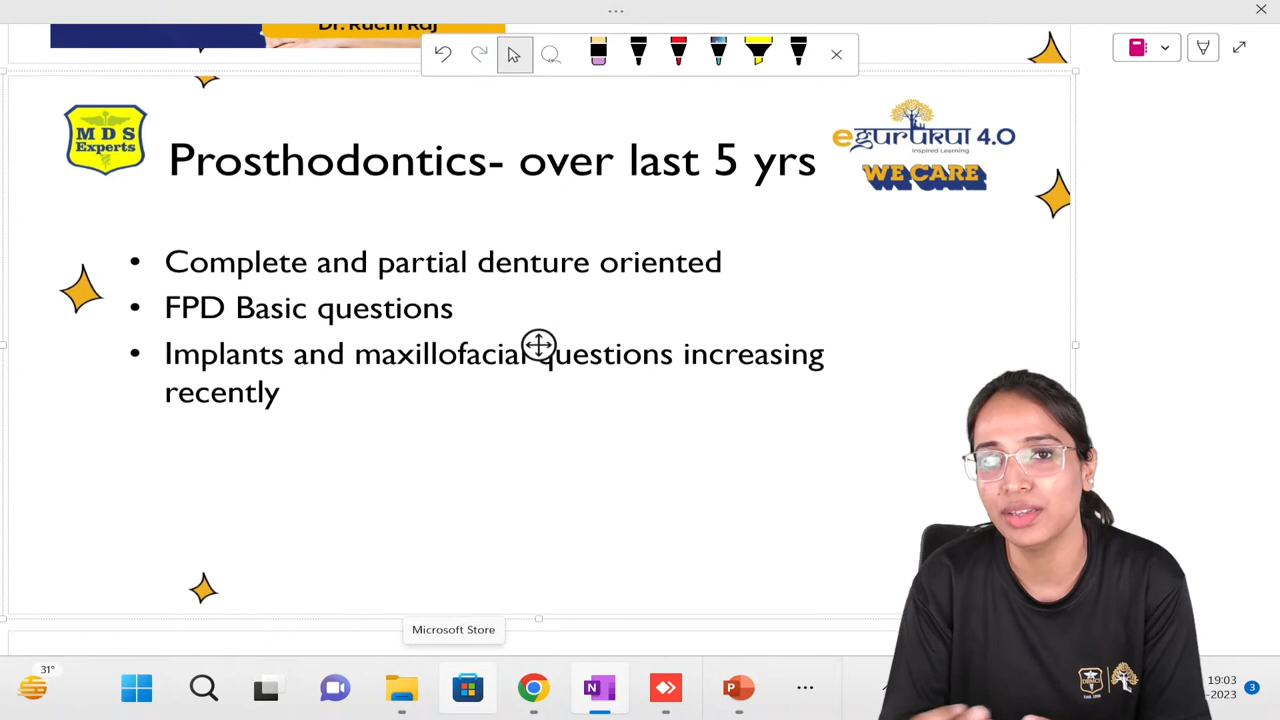 Dr. Ruchi Raj
MDS
Experts
Prosthodontics- over last 5 yrs
egurukul 4.0
Inspired Learning
WE CARE
• Complete and partial denture oriented
• FPD Basic questions
• Implants and maxillofacial questions increasing
recently
Microsoft Store
31°
19:03
-2023
3